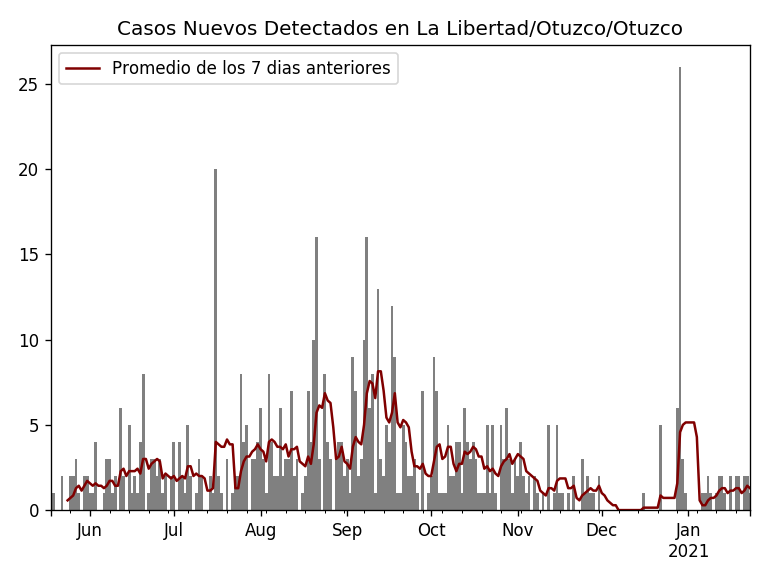 Casos Nuevos Detectados en La Libertad/Otuzco/Otuzco
Promedio de los 7 dias anteriores
25
20
15
10
5
0
Jun Jul Aug Sep Oct Nov Dec Jan
2021